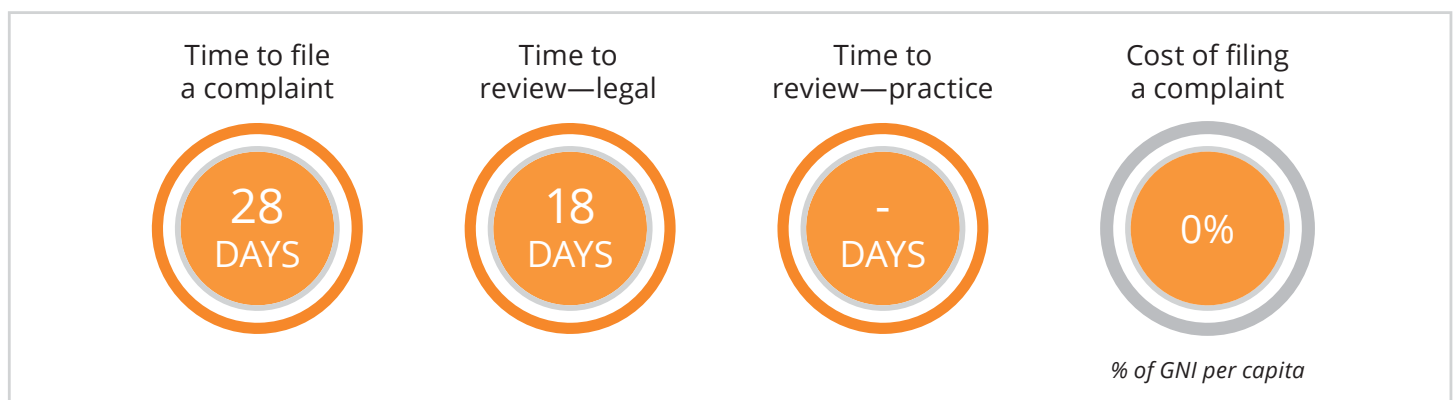 Time to file
a complaint
28
DAYS
Time to
review—legal
18
DAYS
Time to
review—practice
-
DAYS
Cost of filing
a complaint
0%
% of GNI per capita